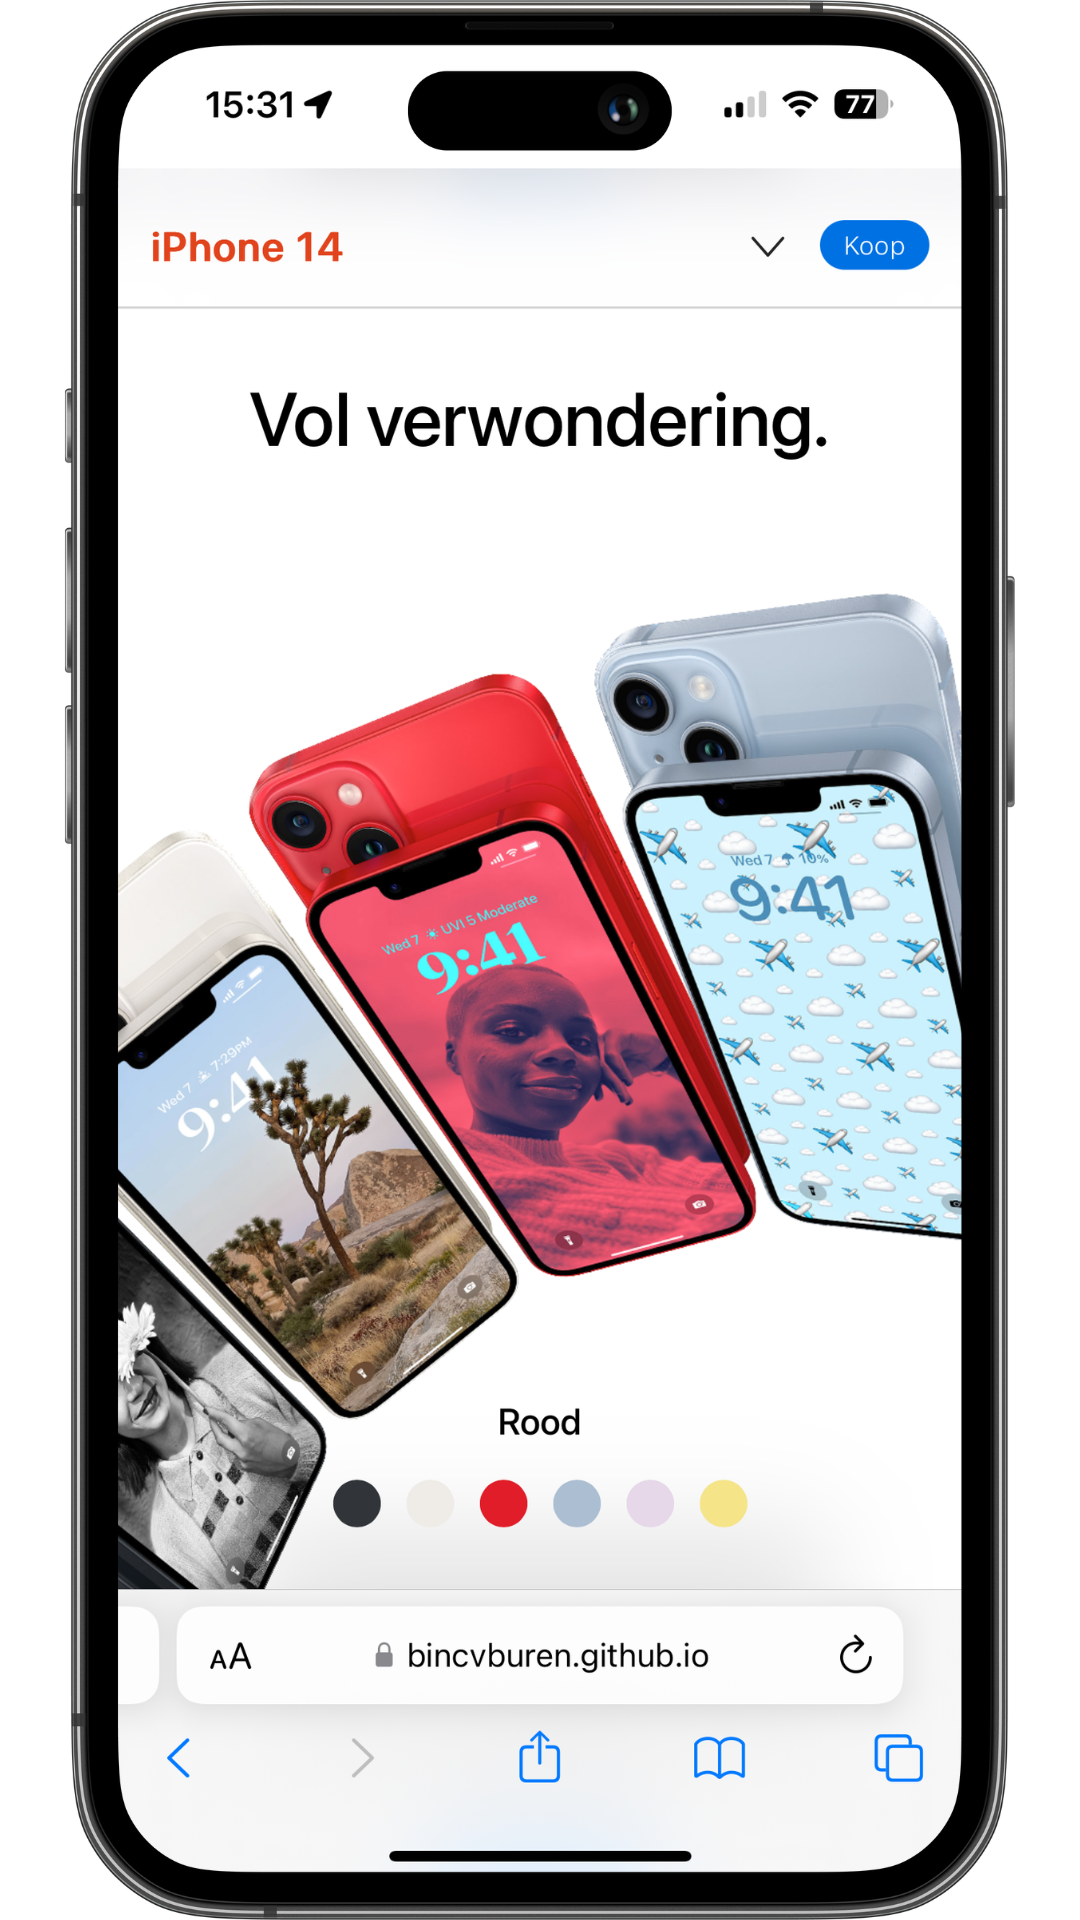 15:31
77
iPhone 14
Koop
Vol verwondering.
Wed 7 10%
9:41
Wed 7 UVI 5 Moderate
9:41
Wed 7 7:29PM
9:41
Rood
AA
bincvburen.github.io